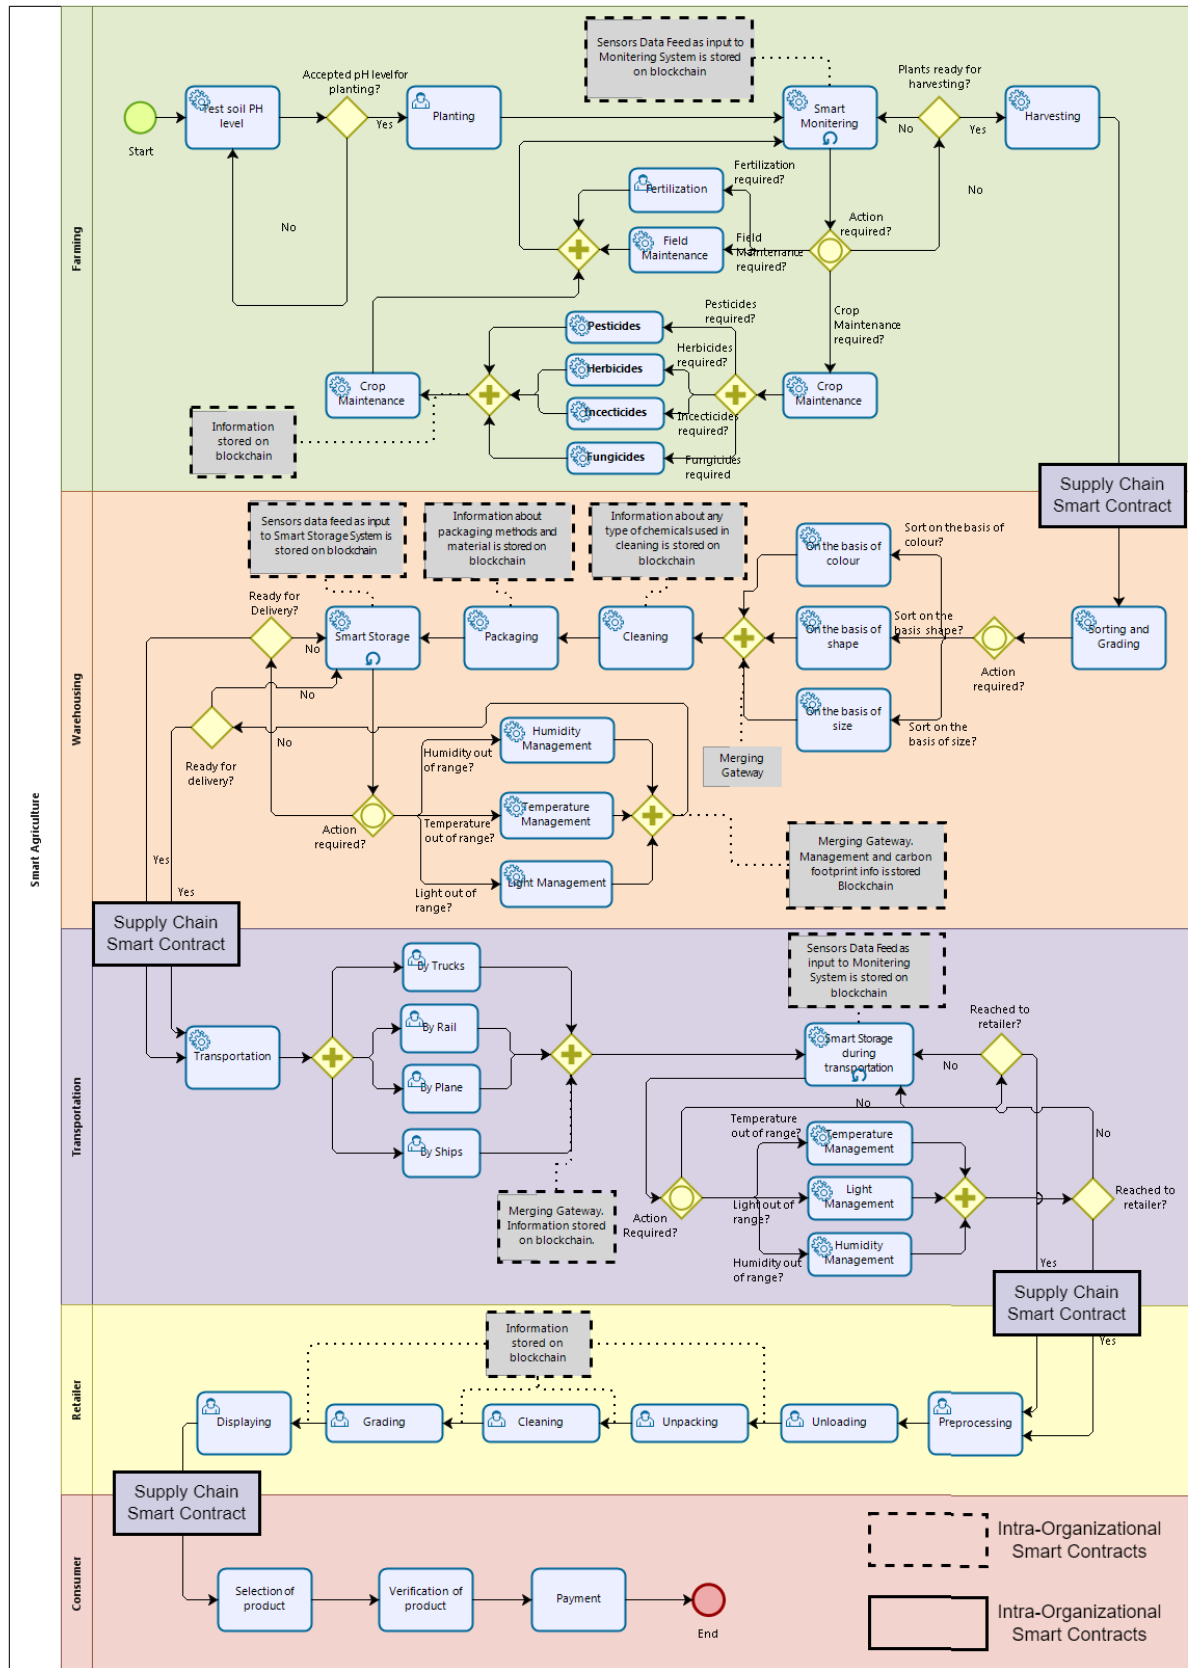 Smart Agriculture
Farming
Sensors Data Feed as input to
Monitering System is stored
on blockchain
Accepted pH level for
planting?
Plants ready for
harvesting?
Start
Test soil PH
level
Yes
Planting
Smart
Monitering
No
Yes
Harvesting
No
Fertilization
required?
Fertilization
No
Action
required?
Field
Maintenance
Field
Maintenance
required?
Pesticides
required?
Crop
Maintenance
required?
Pesticides
Herbicides
required?
Herbicides
Crop
Maintenance
Crop
Maintenance
Incecticides
Incecticides
required?
Information
stored on
blockchain
Fungicides
Fungicides
required
Supply Chain
Smart Contract
Warehousing
Sensors data feed as input
to Smart Storage System is
stored on blockchain
Information about
packaging methods and
material is stored on
blockchain
Information about any
type of chemicals used in
cleaning is stored on
blockchain
On the basis of
colour
Sort on the basis of
colour?
Ready for
Delivery?
No
Smart Storage
Packaging
Cleaning
On the basis of
shape
Sort on the
basis shape?
Action
required?
Sorting and
Grading
No
No
On the basis of
size
Sort on the
basis of size?
Ready for
delivery?
Humidity
Management
Humidity out
of range?
Merging
Gateway
Action
required?
Temperature
Management
Temperature
out of range?
Yes
Yes
Light Management
Light out of
range?
Merging Gateway.
Management and carbon
footprint info is stored
Blockchain
Supply Chain
Smart Contract
Transportation
Transportation
By Trucks
By Rail
By Plane
By Ships
Merging Gateway.
Information stored
on blockchain.
Sensors Data Feed as
input to Monitering
System is stored on
blockchain
Reached to
retailer?
Smart Storage
during
transportation
No
No
Temperature
out of range?
Temperature
Management
No
Action
Required?
Light out of
range?
Light
Management
Reached to
retailer?
Humidity out
of range?
Humidity
Management
Yes
Supply Chain
Smart Contract
Yes
Retailer
Information
stored on
blockchain
Displaying
Grading
Cleaning
Unpacking
Unloading
Preprocessing
Supply Chain
Smart Contract
Consumer
Selection of
product
Verification of
product
Payment
End
Intra-Organizational
Smart Contracts
Intra-Organizational
Smart Contracts